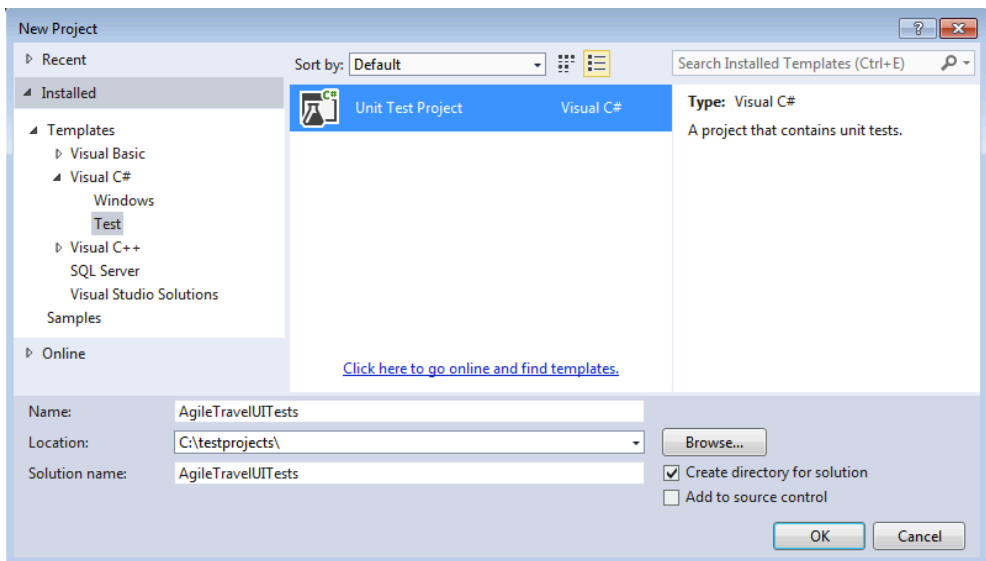 New Project
Recent
Installed
Templates
Visual Basic
Visual C#
Windows
Test
Visual C++
SQL Server
Visual Studio Solutions
Samples
Online
Sort by: Default
C#
Unit Test Project Visual C#
Click here to go online and find templates.
Search Installed Templates (Ctrl+E)
Type: Visual C#
A project that contains unit tests.
Name: AgileTravelUITests
Location: C:\testprojects\ Browse...
Solution name: AgileTravelUITests
Create directory for solution
Add to source control
OK Cancel